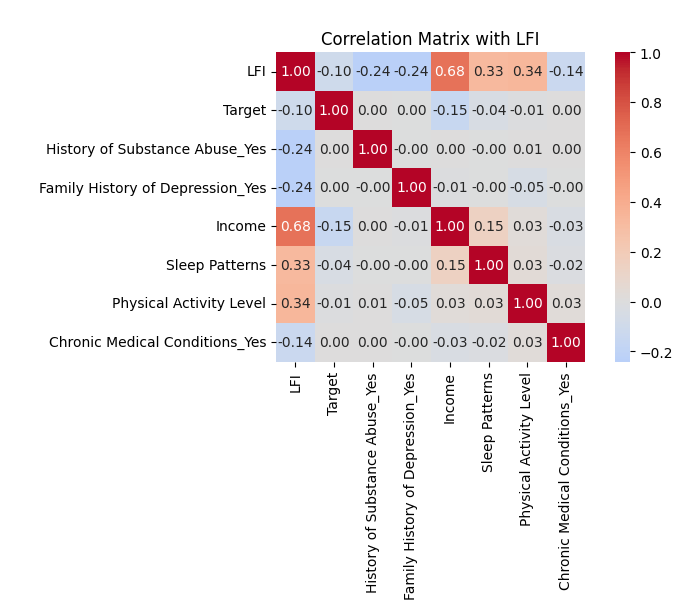 Correlation Matrix with LFI
LFI 1.00 -0.10 -0.24 -0.24 0.68 0.33 0.34 -0.14
Target -0.10 1.00 0.00 0.00 -0.15 -0.04 -0.01 0.00
History of Substance Abuse_Yes -0.24 0.00 1.00 -0.00 0.00 -0.00 0.01 0.00
Family History of Depression_Yes -0.24 0.00 -0.00 1.00 -0.01 -0.00 -0.05 -0.00
Income 0.68 -0.15 0.00 -0.01 1.00 0.15 0.03 -0.03
Sleep Patterns 0.33 -0.04 -0.00 -0.00 0.15 1.00 0.03 -0.02
Physical Activity Level 0.34 -0.01 0.01 -0.05 0.03 0.03 1.00 0.03
Chronic Medical Conditions_Yes -0.14 0.00 0.00 -0.00 -0.03 -0.02 0.03 1.00
LFI
Target
History of Substance Abuse_Yes
Family History of Depression_Yes
Income
Sleep Patterns
Physical Activity Level
Chronic Medical Conditions_Yes
1.0
0.8
0.6
0.4
0.2
0.0
-0.2